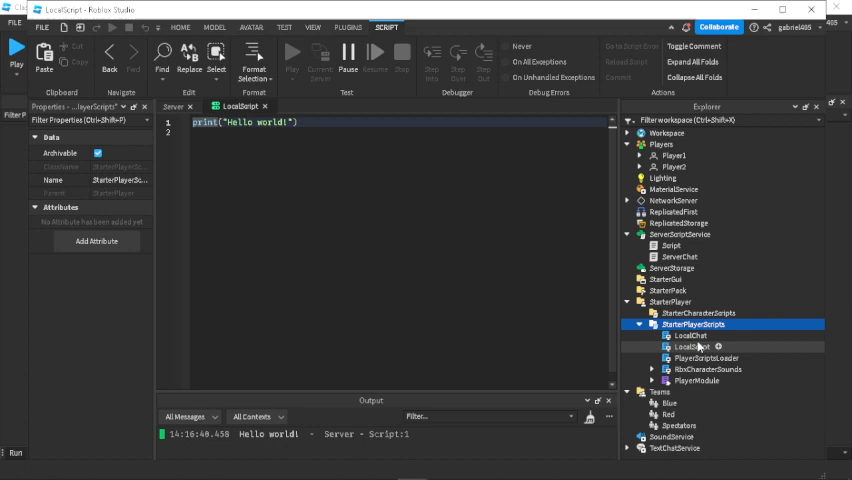 LocalScript - Roblox Studio
FILE HOME MODEL AVATAR TEST VIEW PLUGINS SCRIPT Collaborate gabriel405
Play Paste Cut Copy Back Fwd Find Replace Select Format Selection Play Current Server Pause Resume Stop Step Into Step Over Step Out
Never Go to Script Error Toggle Comment
On All Exceptions Reload Script Expand All Folds
On Unhandled Exceptions Commit Collapse All Folds
Clipboard Navigate Edit Format Test Debugger Debug Errors Actions
Properties - ...layerScripts" Server LocalScript Explorer
Filter Properties (Ctrl+Shift+P) Filter workspace (Ctrl+Shift+X)
1 print("Hello world!")
2
Data
Archivable
ClassName StarterPlayerSc...
Name StarterPlayerSc...
Parent StarterPlayer
Attributes
No Attribute has been added yet
Add Attribute
Workspace
Players
Player1
Player2
Lighting
MaterialService
NetworkServer
ReplicatedFirst
ReplicatedStorage
ServerScriptService
Script
ServerChat
ServerStorage
StarterGui
StarterPack
StarterPlayer
StarterCharacterScripts
StarterPlayerScripts
LocalChat
LocalScript
PlayerScriptsLoader
RbxCharacterSounds
PlayerModule
Teams
Blue
Red
Spectators
SoundService
TextChatService
Output
All Messages All Contexts Filter...
14:16:40.458 Hello world! - Server - Script:1
Run